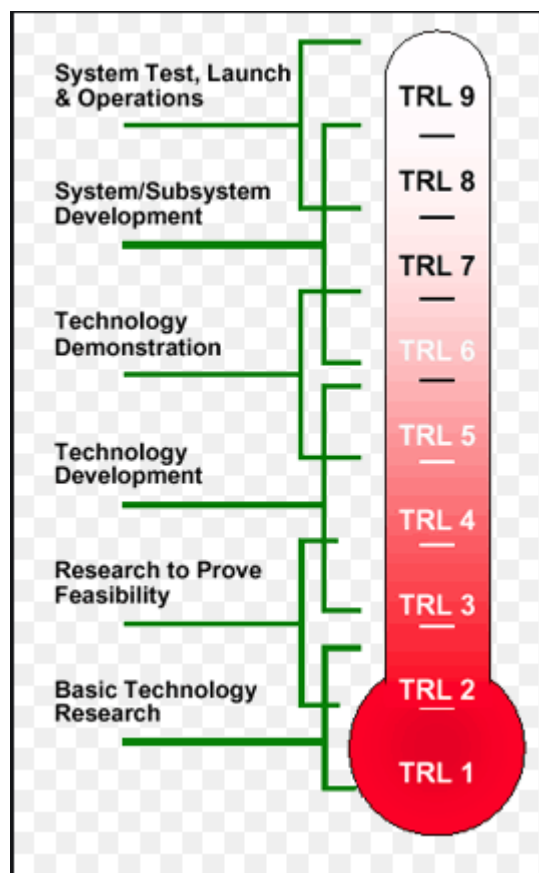 System Test, Launch
& Operations
System/Subsystem
Development
Technology
Demonstration
Technology
Development
Research to Prove
Feasibility
Basic Technology
Research
TRL 9
TRL 8
TRL 7
TRL 6
TRL 5
TRL 4
TRL 3
TRL 2
TRL 1